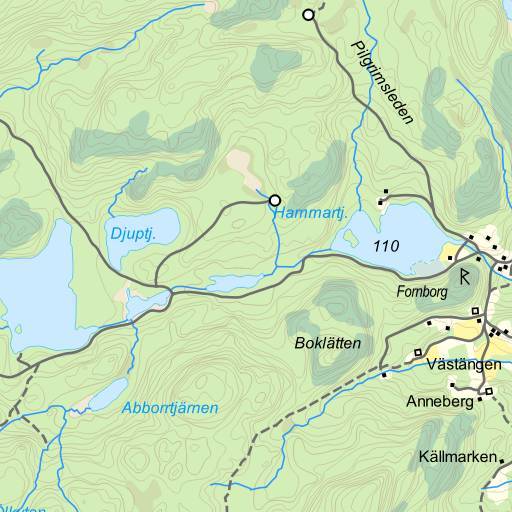 Pilgrimsleden
Hammartj.
Djuptj.
110
Fornborg
Boklätten
Västängen
Anneberg
Abborrtjärnen
Källmarken